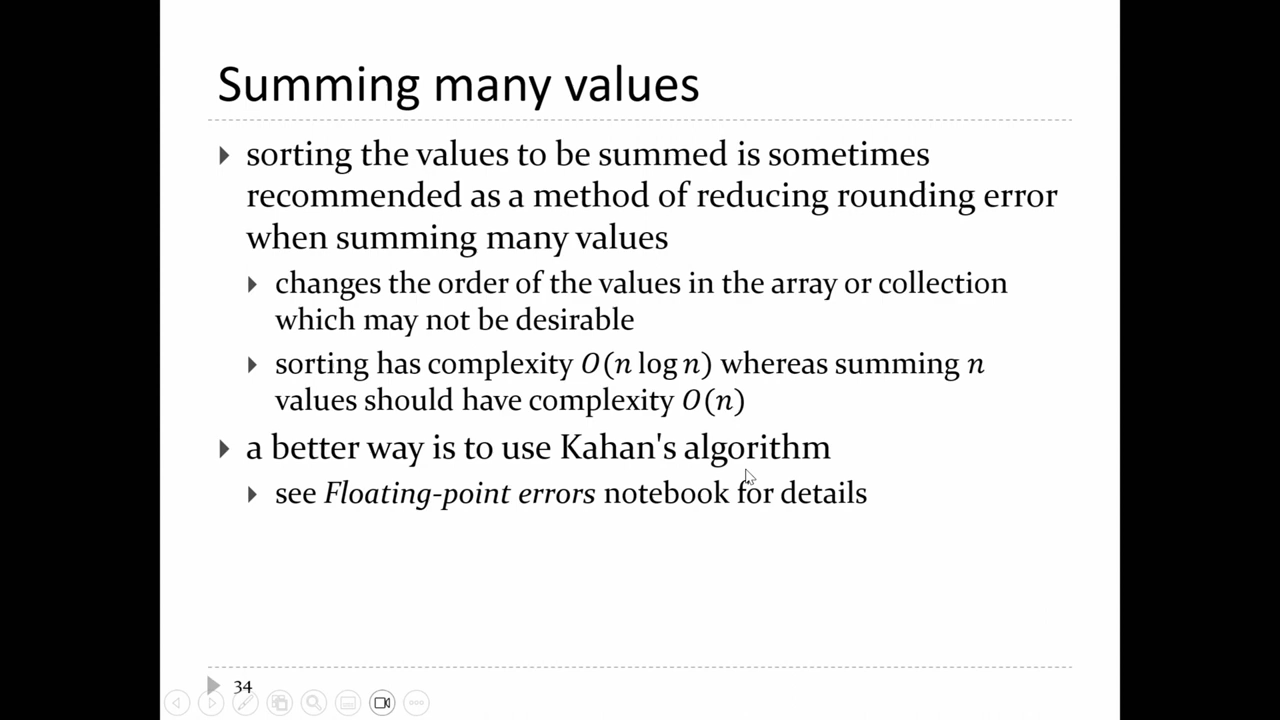 Summing many values
sorting the values to be summed is sometimes
recommended as a method of reducing rounding error
when summing many values
changes the order of the values in the array or collection
which may not be desirable
sorting has complexity O(n log n) whereas summing n
values should have complexity O(n)
a better way is to use Kahan's algorithm
see Floating-point errors notebook for details
34